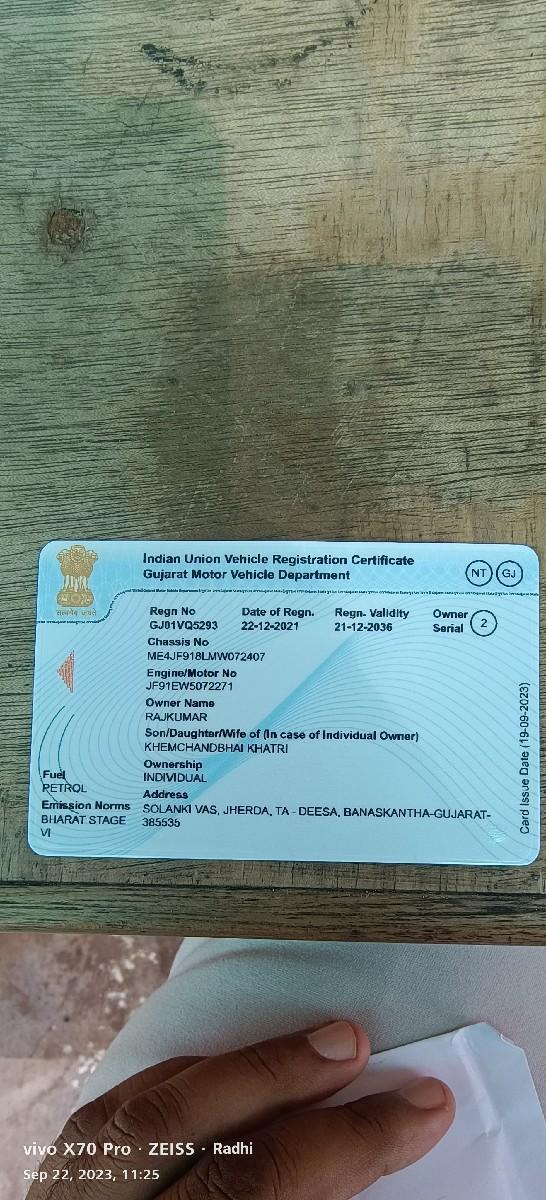 Indian Union Vehicle Registration Certificate
Gujarat Motor Vehicle Department
NT GJ
सत्यमेव जयते
Regn No Date of Regn. Regn. Validity Owner Serial 2
GJ01VQ5293 22-12-2021 21-12-2036
Chassis No
ME4JF918LMW072407
Engine/Motor No
JF91EW5072271
Owner Name
RAJKUMAR
Son/Daughter/Wife of (In case of Individual Owner)
KHEMCHANDBHAI KHATRI
Ownership
INDIVIDUAL
Address
SOLANKI VAS, JHERDA, TA - DEESA, BANASKANTHA-GUJARAT-
385535
Fuel
PETROL
Emission Norms
BHARAT STAGE
VI
Card Issue Date (19-09-2023)
vivo X70 Pro · ZEISS · Radhi
Sep 22, 2023, 11:25